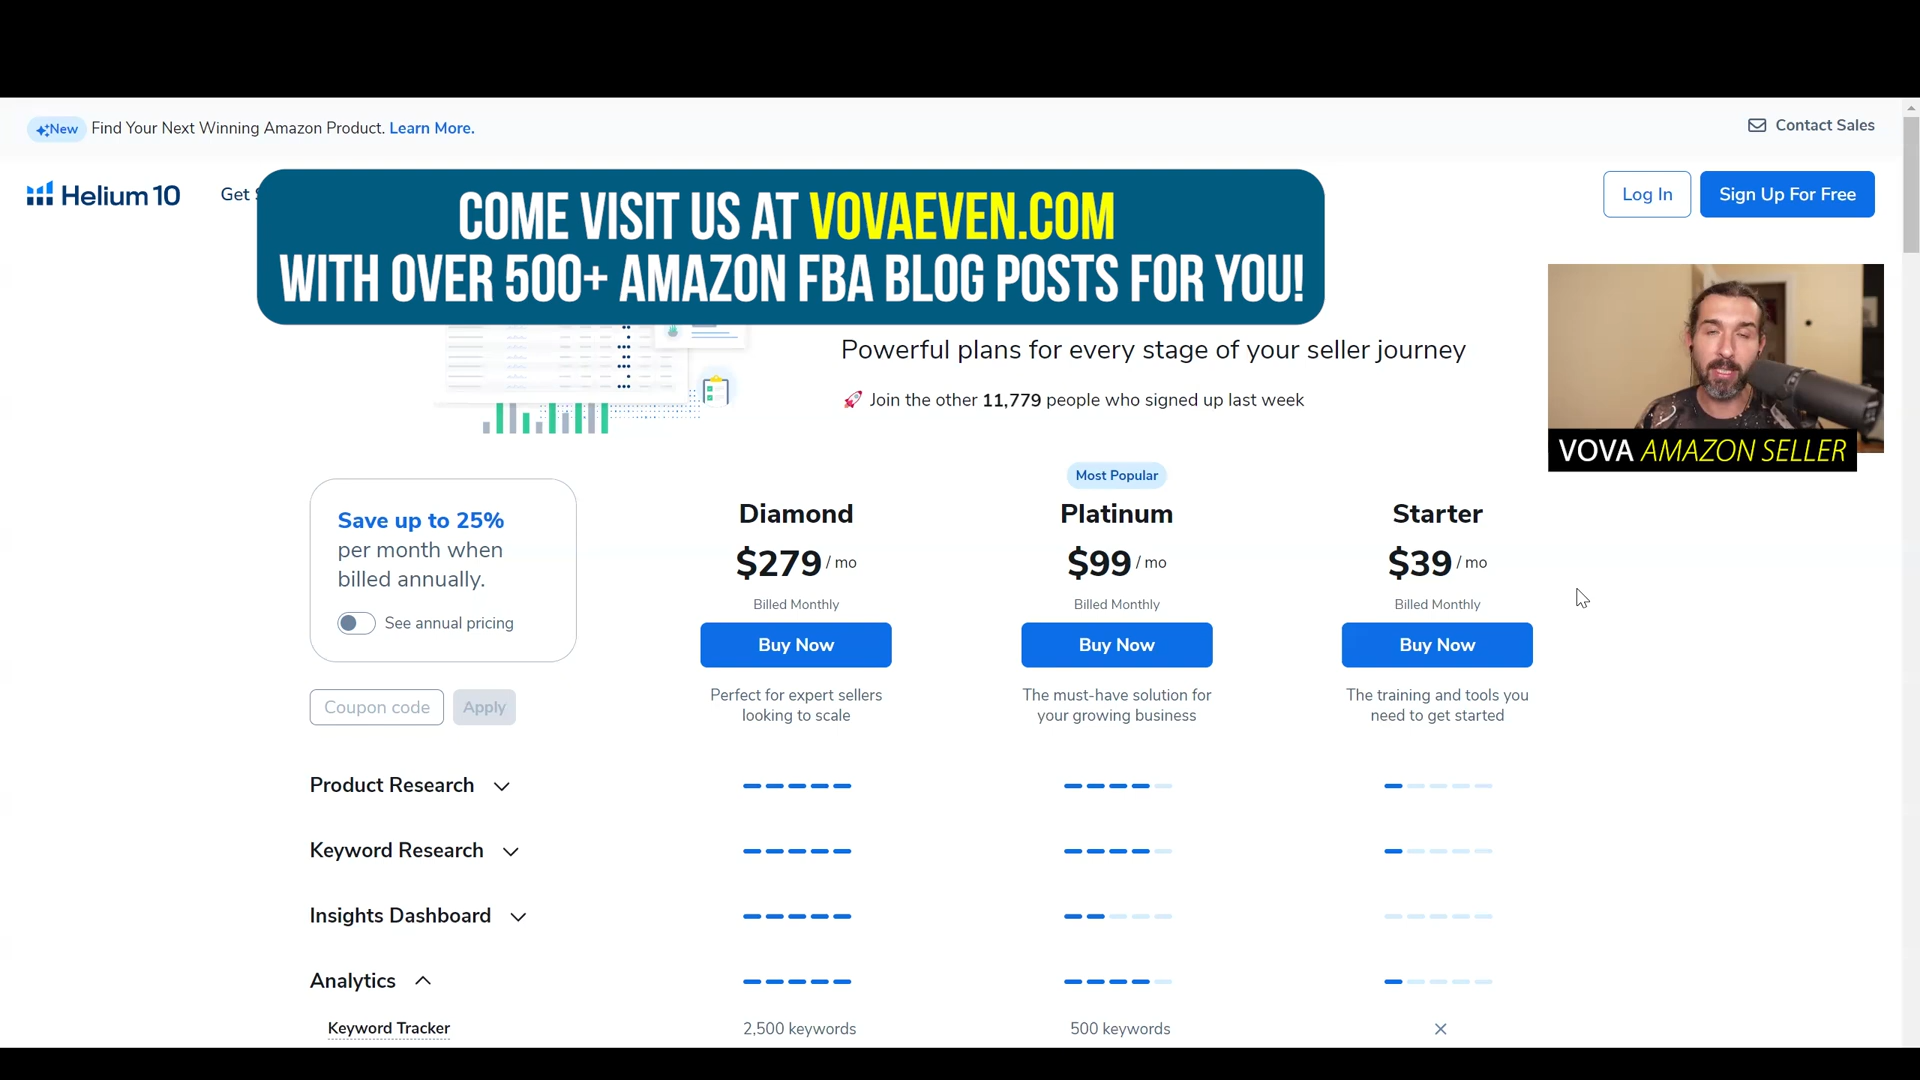 New Find Your Next Winning Amazon Product. Learn More.
Contact Sales
Helium 10
Get
Log In
Sign Up For Free
COME VISIT US AT VOVAEVEN.COM
WITH OVER 500+ AMAZON FBA BLOG POSTS FOR YOU!
Powerful plans for every stage of your seller journey
🚀 Join the other 11,779 people who signed up last week
VOVA AMAZON SELLER
Save up to 25%
per month when
billed annually.
See annual pricing
Coupon code
Apply
Diamond
$279 / mo
Billed Monthly
Buy Now
Perfect for expert sellers
looking to scale
Most Popular
Platinum
$99 / mo
Billed Monthly
Buy Now
The must-have solution for
your growing business
Starter
$39 / mo
Billed Monthly
Buy Now
The training and tools you
need to get started
Product Research
Keyword Research
Insights Dashboard
Analytics
Keyword Tracker
2,500 keywords
500 keywords